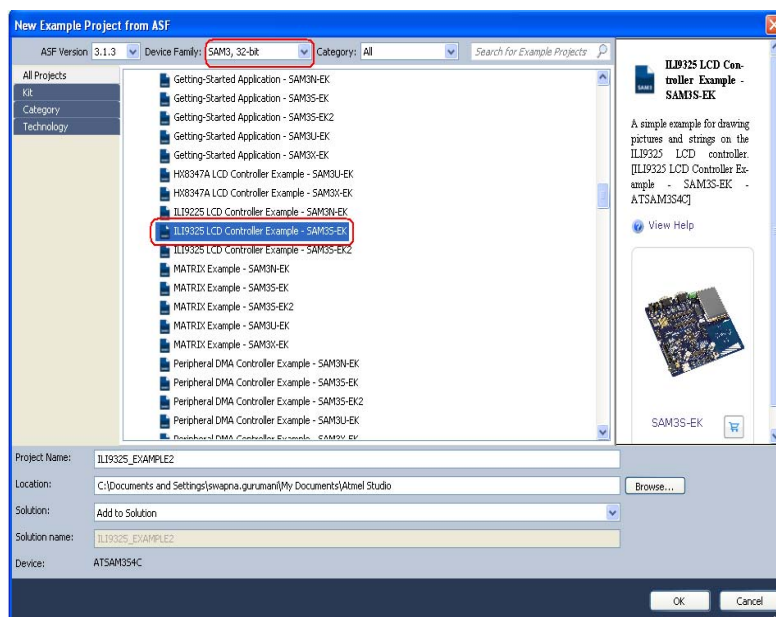 New Example Project from ASF
ASF Version 3.1.3 Device Family: SAM3, 32-bit Category: All Search for Example Projects
All Projects
Kit
Category
Technology
Getting-Started Application - SAM3N-EK
Getting-Started Application - SAM3S-EK
Getting-Started Application - SAM3S-EK2
Getting-Started Application - SAM3U-EK
Getting-Started Application - SAM3X-EK
HX8347A LCD Controller Example - SAM3U-EK
HX8347A LCD Controller Example - SAM3X-EK
ILI9225 LCD Controller Example - SAM3N-EK
ILI9325 LCD Controller Example - SAM3S-EK
ILI9325 LCD Controller Example - SAM3S-EK2
MATRIX Example - SAM3N-EK
MATRIX Example - SAM3S-EK
MATRIX Example - SAM3S-EK2
MATRIX Example - SAM3U-EK
MATRIX Example - SAM3X-EK
Peripheral DMA Controller Example - SAM3N-EK
Peripheral DMA Controller Example - SAM3S-EK
Peripheral DMA Controller Example - SAM3S-EK2
Peripheral DMA Controller Example - SAM3U-EK
Peripheral DMA Controller Example - SAM3X-EK
SAM3
ILI9325 LCD Con-
troller Example -
SAM3S-EK
A simple example for drawing
pictures and strings on the
ILI9325 LCD controller.
[ILI9325 LCD Controller Ex-
ample - SAM3S-EK -
ATSAM3S4C]
View Help
SAM3S-EK
Project Name: ILI9325_EXAMPLE2
Location: C:\Documents and Settings\swapna.gurumani\My Documents\Atmel Studio Browse...
Solution: Add to Solution
Solution name: ILI9325_EXAMPLE2
Device: ATSAM3S4C
OK Cancel